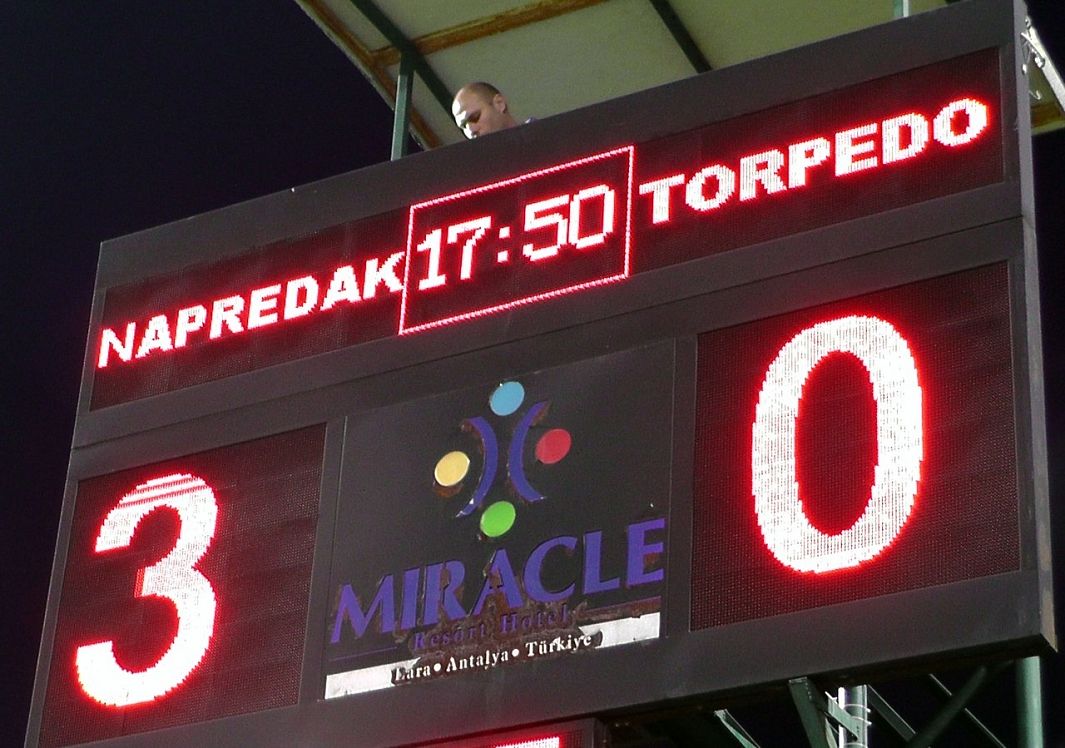 NAPREDAK 17:50 TORPEDO
3 0
MIRACLE
Resort Hotel
Lara • Antalya • Türkiye